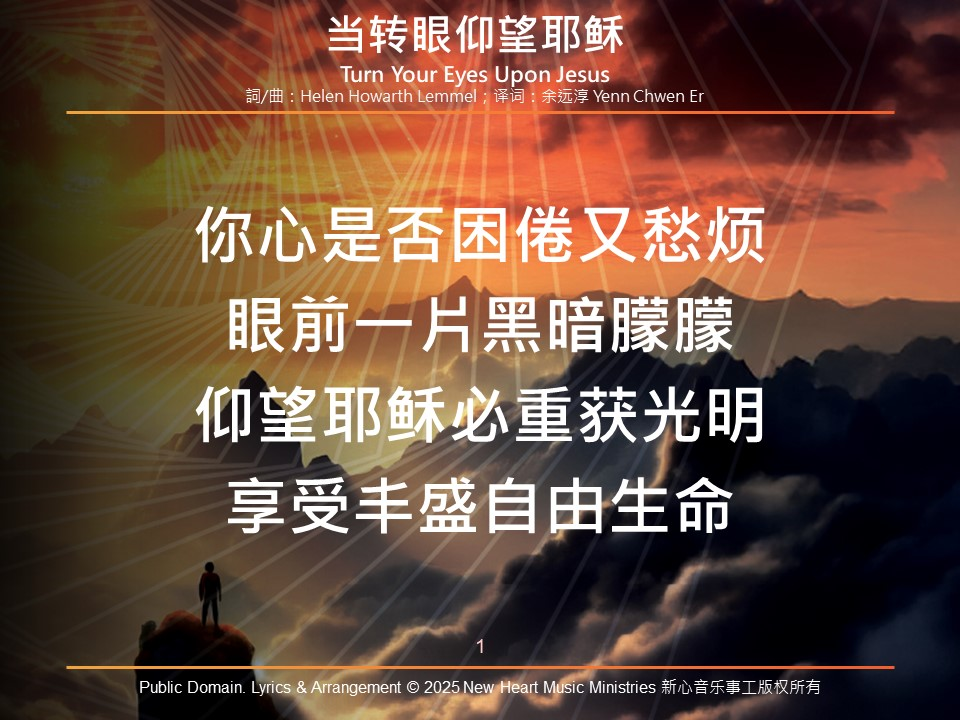 当转眼仰望耶稣
Turn Your Eyes Upon Jesus
詞/曲：Helen Howarth Lemmel；译词：余远淳 Yenn Chwen Er
你心是否困倦又愁烦
眼前一片黑暗朦朦
仰望耶稣必重获光明
享受丰盛自由生命
1
Public Domain. Lyrics & Arrangement © 2025 New Heart Music Ministries 新心音乐事工版权所有